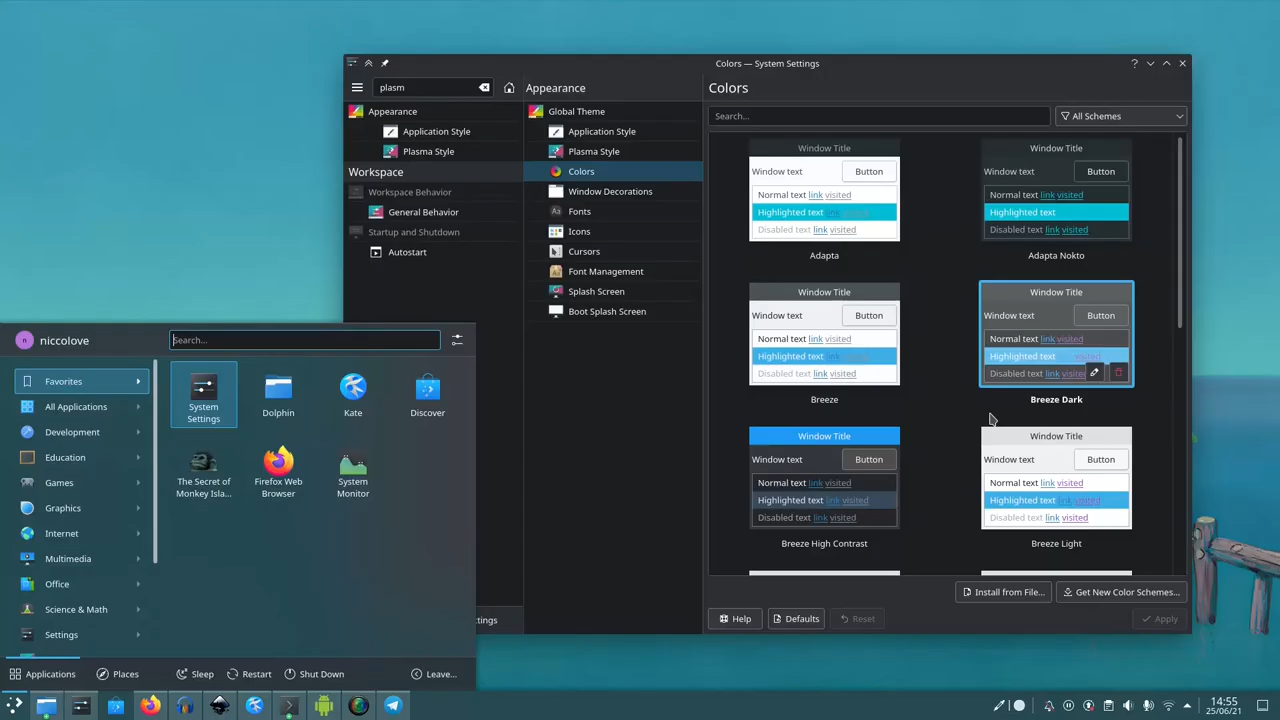 Colors — System Settings
plasm
Appearance
Application Style
Plasma Style
Workspace
Workspace Behavior
General Behavior
Startup and Shutdown
Autostart
Appearance
Global Theme
Application Style
Plasma Style
Colors
Window Decorations
Fonts
Icons
Cursors
Font Management
Splash Screen
Boot Splash Screen
Colors
Search...
All Schemes
Window Title
Window text
Button
Normal text link visited
Highlighted text link visited
Disabled text link visited
Adapta
Window Title
Window text
Button
Normal text link visited
Highlighted text
Disabled text link visited
Adapta Nokto
Window Title
Window text
Button
Normal text link visited
Highlighted text link visited
Disabled text link visited
Breeze
Window Title
Window text
Button
Normal text link visited
Highlighted text visited
Disabled text link visited
Breeze Dark
Window Title
Window text
Button
Normal text link visited
Highlighted text link visited
Disabled text link visited
Breeze High Contrast
Window Title
Window text
Button
Normal text link visited
Highlighted text link visited
Disabled text link visited
Breeze Light
Install from File...
Get New Color Schemes...
Help
Defaults
Reset
Apply
ttings
n
niccolove
Search...
Favorites
All Applications
Development
Education
Games
Graphics
Internet
Multimedia
Office
Science & Math
Settings
System
Settings
Dolphin
Kate
Discover
The Secret of
Monkey Isla...
Firefox Web
Browser
System
Monitor
Applications
Places
Sleep
Restart
Shut Down
Leave...
14:55
25/06/21